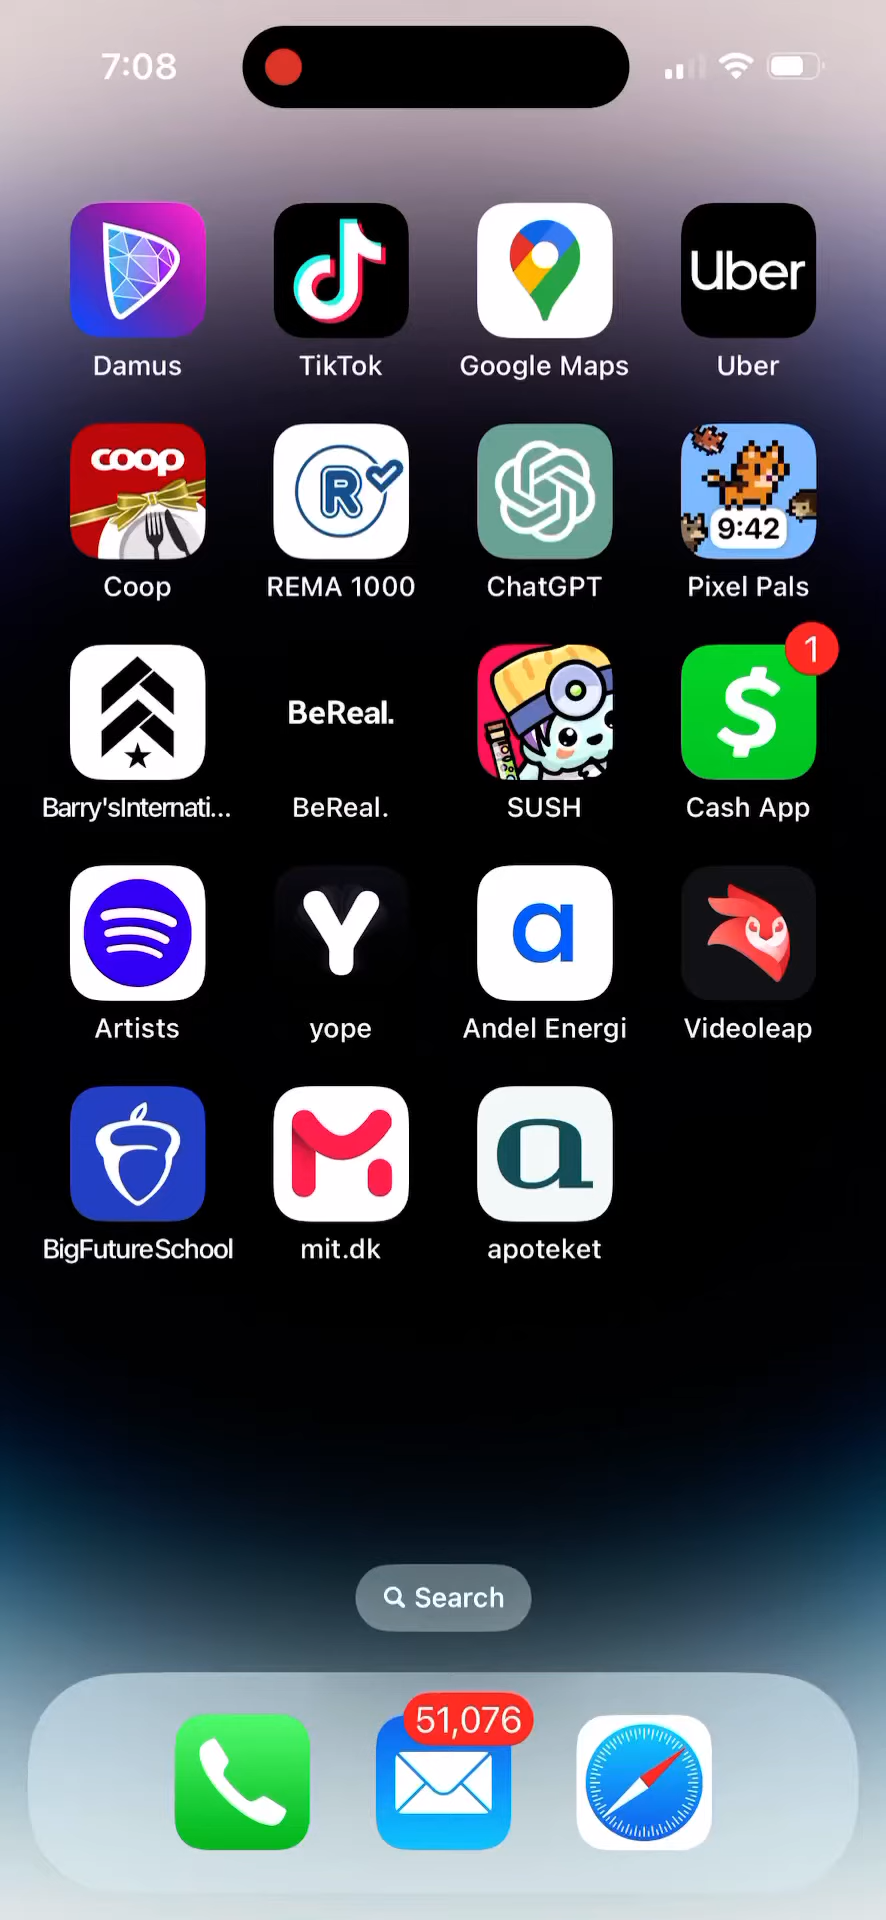 7:08
Uber
Damus TikTok Google Maps Uber
coop R 9:42
Coop REMA 1000 ChatGPT Pixel Pals
BeReal. $ 1
Barry'sInternati... BeReal. SUSH Cash App
Y a
Artists yope Andel Energi Videoleap
a
BigFutureSchool mit.dk apoteket
Search
51,076